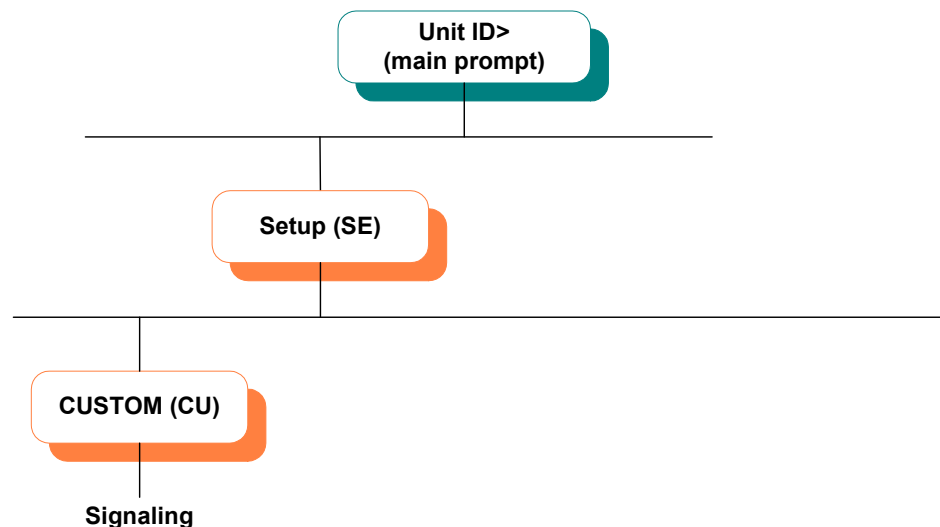 Unit ID>
(main prompt)
Setup (SE)
CUSTOM (CU)
Signaling